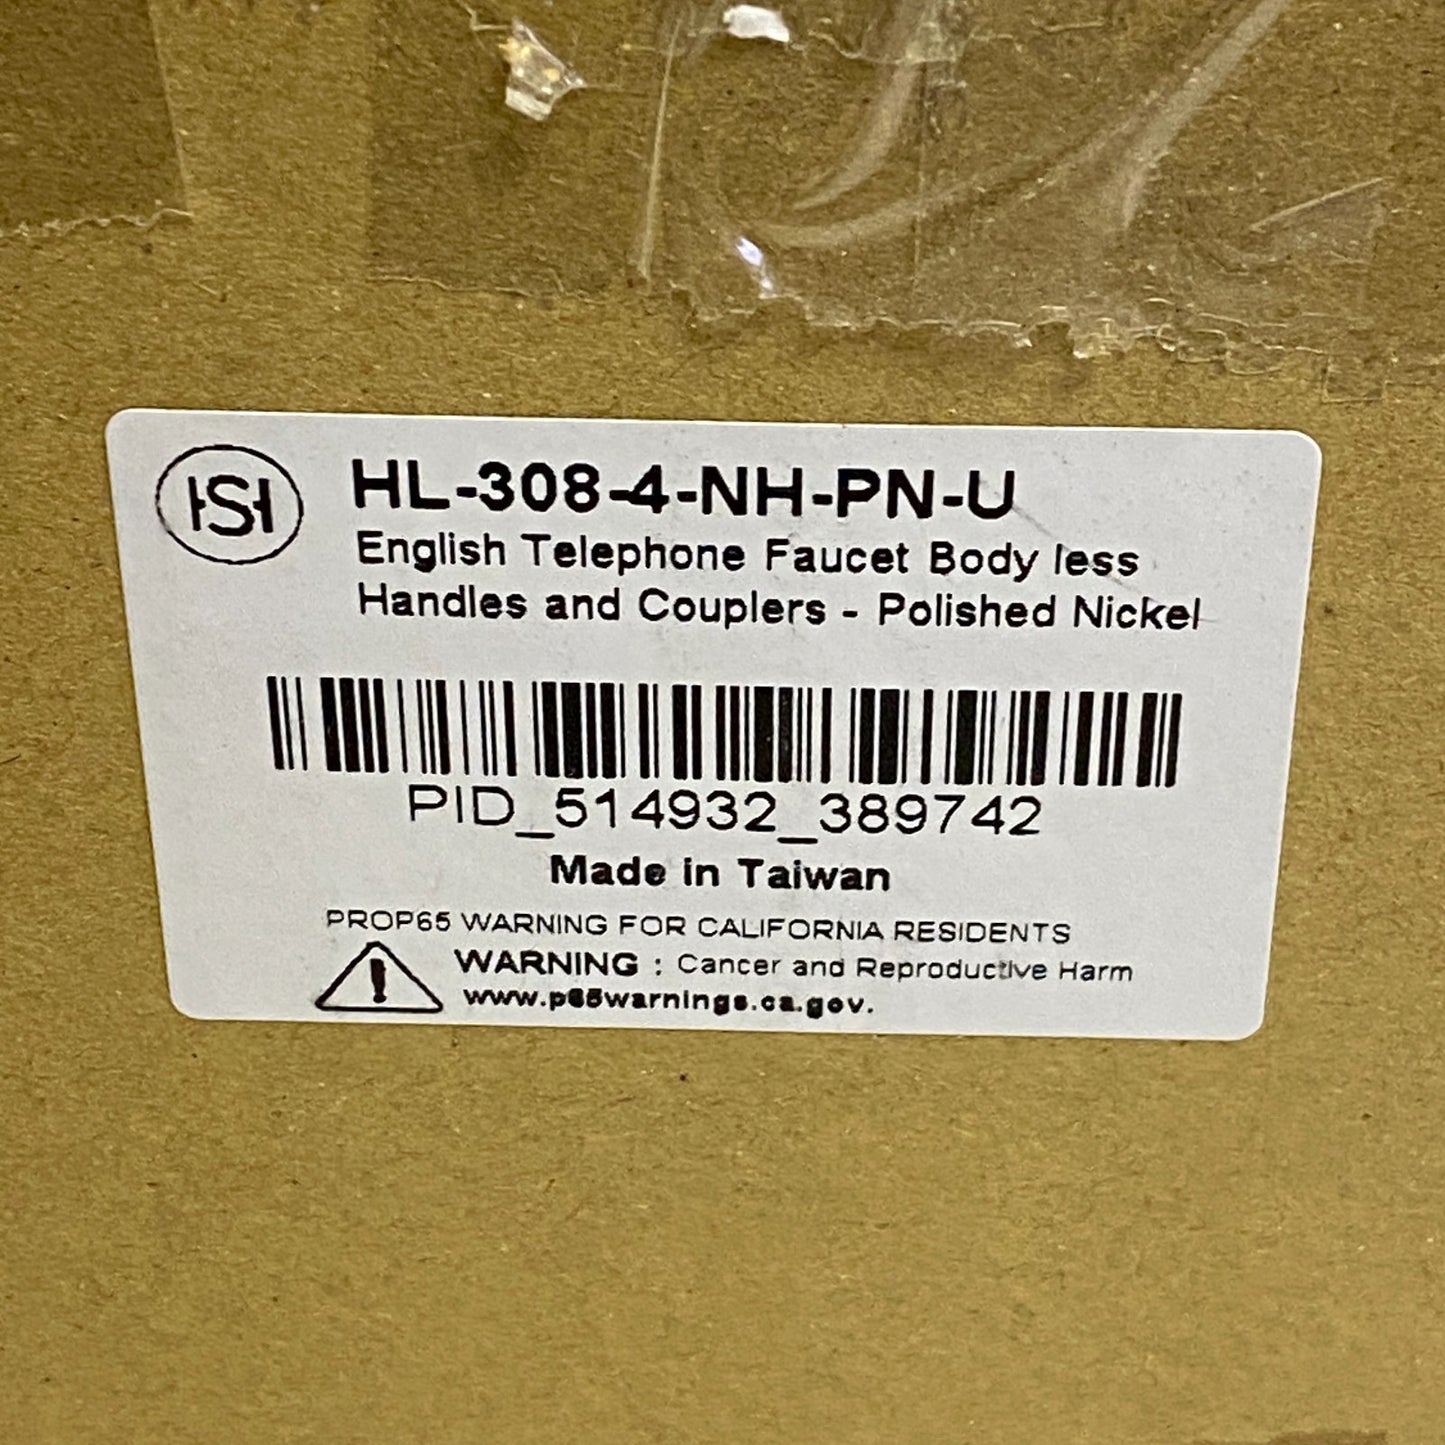 HSH
HL-308-4-NH-PN-U
English Telephone Faucet Body less
Handles and Couplers - Polished Nickel
PID_514932_389742
Made in Taiwan
PROP65 WARNING FOR CALIFORNIA RESIDENTS
! WARNING : Cancer and Reproductive Harm
www.p65warnings.ca.gov.